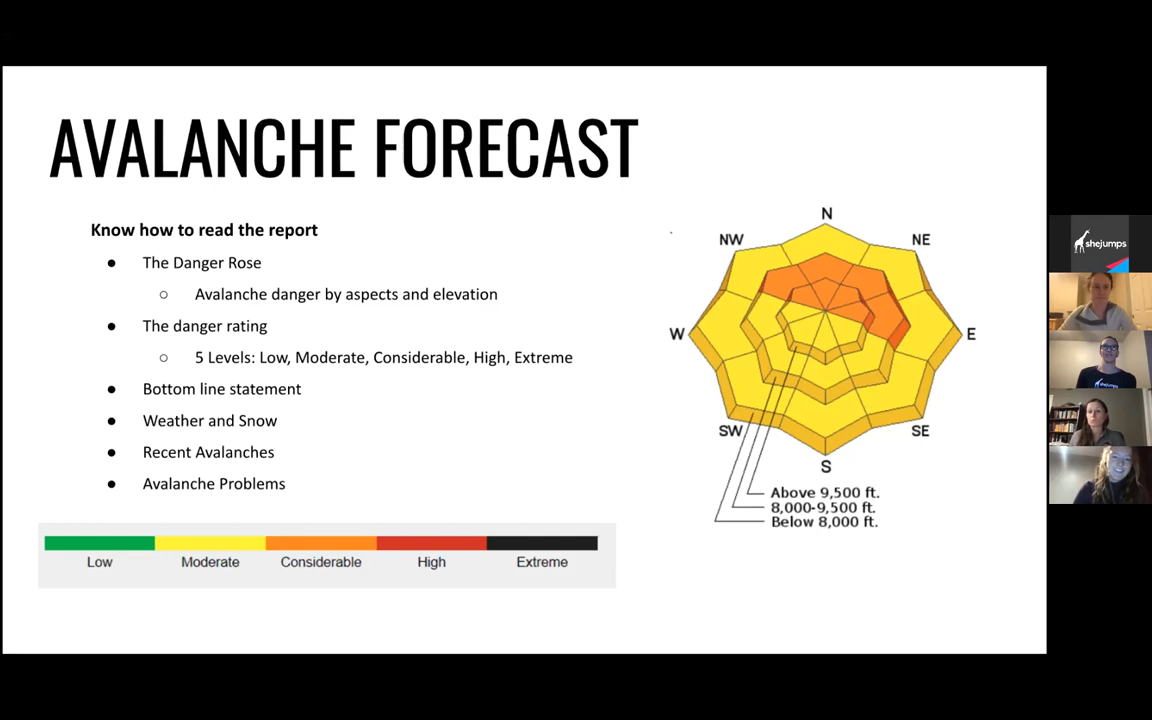 AVALANCHE FORECAST
Know how to read the report
● The Danger Rose
○ Avalanche danger by aspects and elevation
● The danger rating
○ 5 Levels: Low, Moderate, Considerable, High, Extreme
● Bottom line statement
● Weather and Snow
● Recent Avalanches
● Avalanche Problems
Low Moderate Considerable High Extreme
N
NW NE
W E
SW SE
S
Above 9,500 ft.
8,000-9,500 ft.
Below 8,000 ft.
shejumps
shejumps